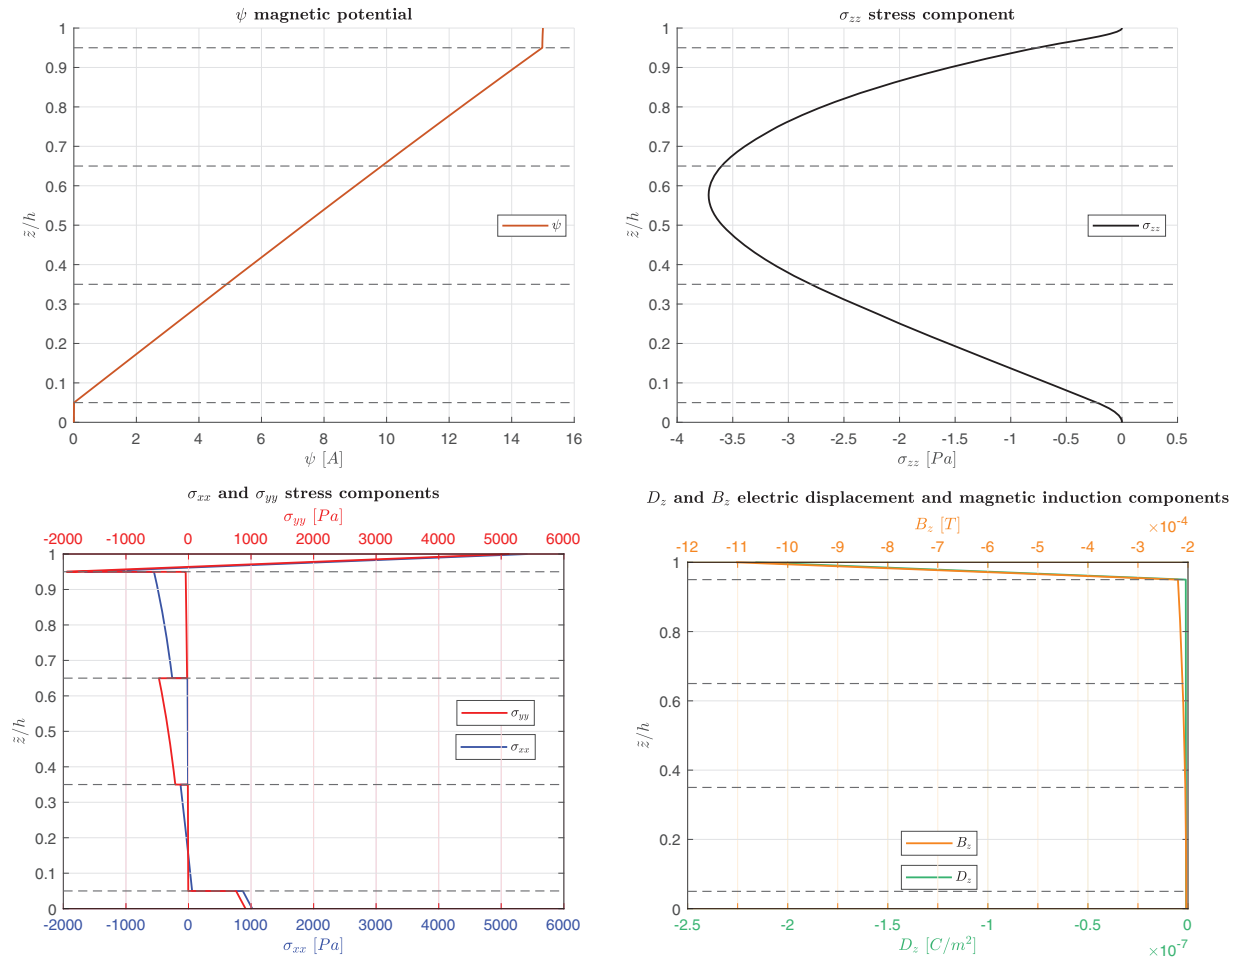 ψ magnetic potential
1
0.9
0.8
0.7
0.6
0.5
0.4
0.3
0.2
0.1
0
z̄/h
ψ
0 2 4 6 8 10 12 14 16
ψ [A]
σzz stress component
1
0.9
0.8
0.7
0.6
0.5
0.4
0.3
0.2
0.1
0
z̄/h
σzz
-4 -3.5 -3 -2.5 -2 -1.5 -1 -0.5 0 0.5
σzz [Pa]
σxx and σyy stress components
σyy [Pa]
-2000 -1000 0 1000 2000 3000 4000 5000 6000
1
0.9
0.8
0.7
0.6
0.5
0.4
0.3
0.2
0.1
0
z̄/h
σyy
σxx
-2000 -1000 0 1000 2000 3000 4000 5000 6000
σxx [Pa]
Dz and Bz electric displacement and magnetic induction components
Bz [T]
×10-4
-12 -10 -9 -8 -7 -6 -5 -4 -3 -2
1
0.8
0.6
0.4
0.2
0
z̄/h
Bz
Dz
-2.5 -2 -1.5 -1 -0.5 0
Dz [C/m2]
×10-7